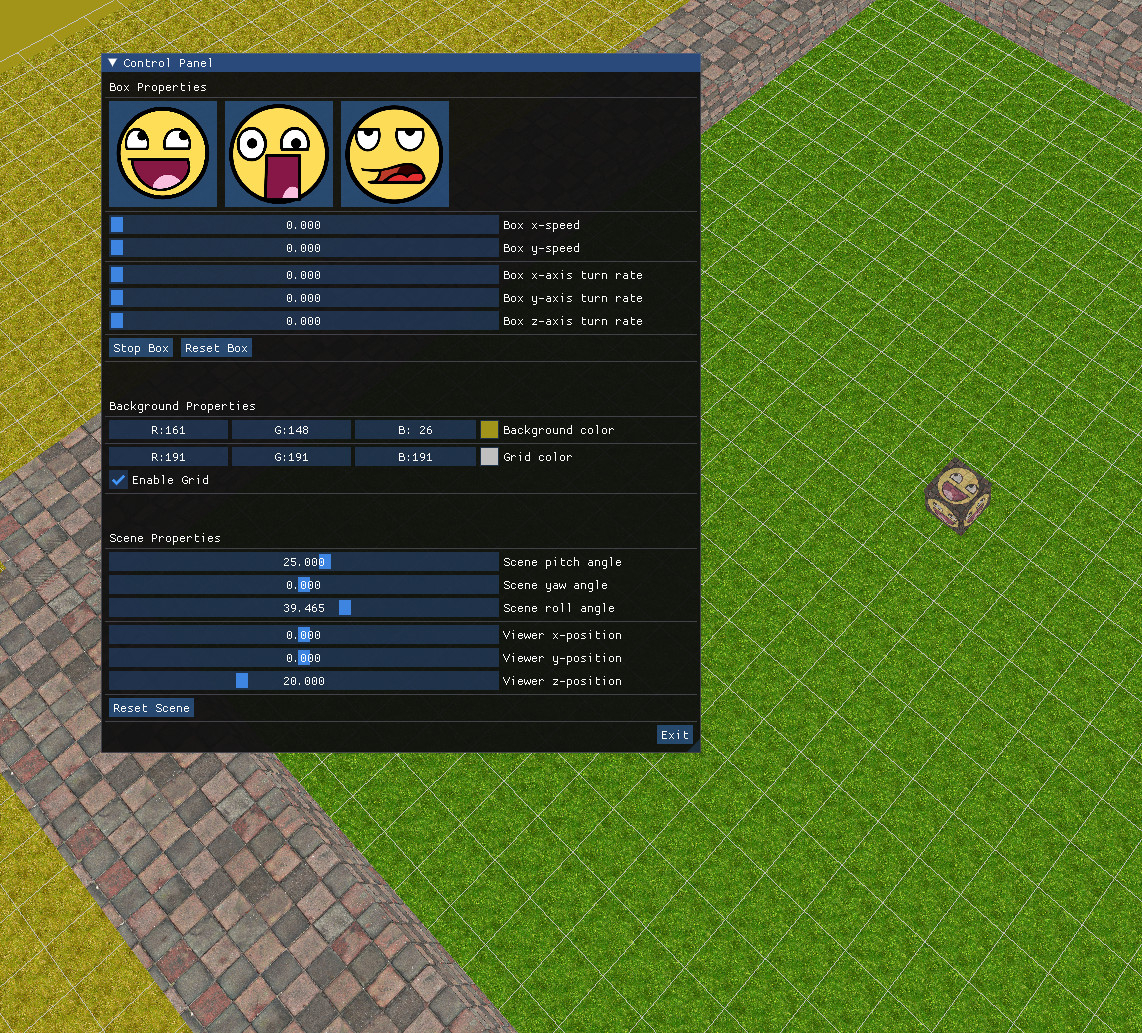 Control Panel
Box Properties
0.000 Box x-speed
0.000 Box y-speed
0.000 Box x-axis turn rate
0.000 Box y-axis turn rate
0.000 Box z-axis turn rate
Stop Box Reset Box
Background Properties
R:161 G:148 B: 26 Background color
R:191 G:191 B:191 Grid color
Enable Grid
Scene Properties
25.000 Scene pitch angle
0.000 Scene yaw angle
39.465 Scene roll angle
0.000 Viewer x-position
0.000 Viewer y-position
20.000 Viewer z-position
Reset Scene
Exit